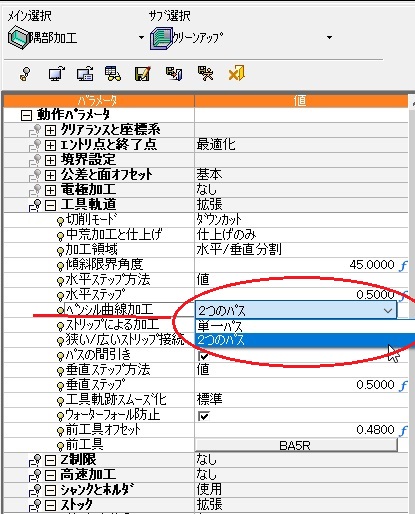 メイン選択 サブ選択
隅部加工 クリーンアップ
パラメータ 値
動作パラメータ
クリアランスと座標系
エントリ点と終了点 最適化
境界設定
公差と面オフセット 基本
電極加工 なし
工具軌道 拡張
切削モード ダウンカット
中荒加工と仕上げ 仕上げのみ
加工領域 水平/垂直分割
傾斜限界角度 45.0000 f
水平ステップ方法 値
水平ステップ 0.5000 f
ペンシル曲線加工 2つのパス
ストリップによる加工 単一パス
狭い/広いストリップ接続 2つのパス
パスの間引き
垂直ステップ方法 値
垂直ステップ 0.5000 f
工具軌跡スムーズ化 標準
ウォーターフォール防止
前工具オフセット 0.4800 f
前工具 BA5R
Z制限 なし
高速加工 なし
シャンクとホルダ 使用
ストック 拡張